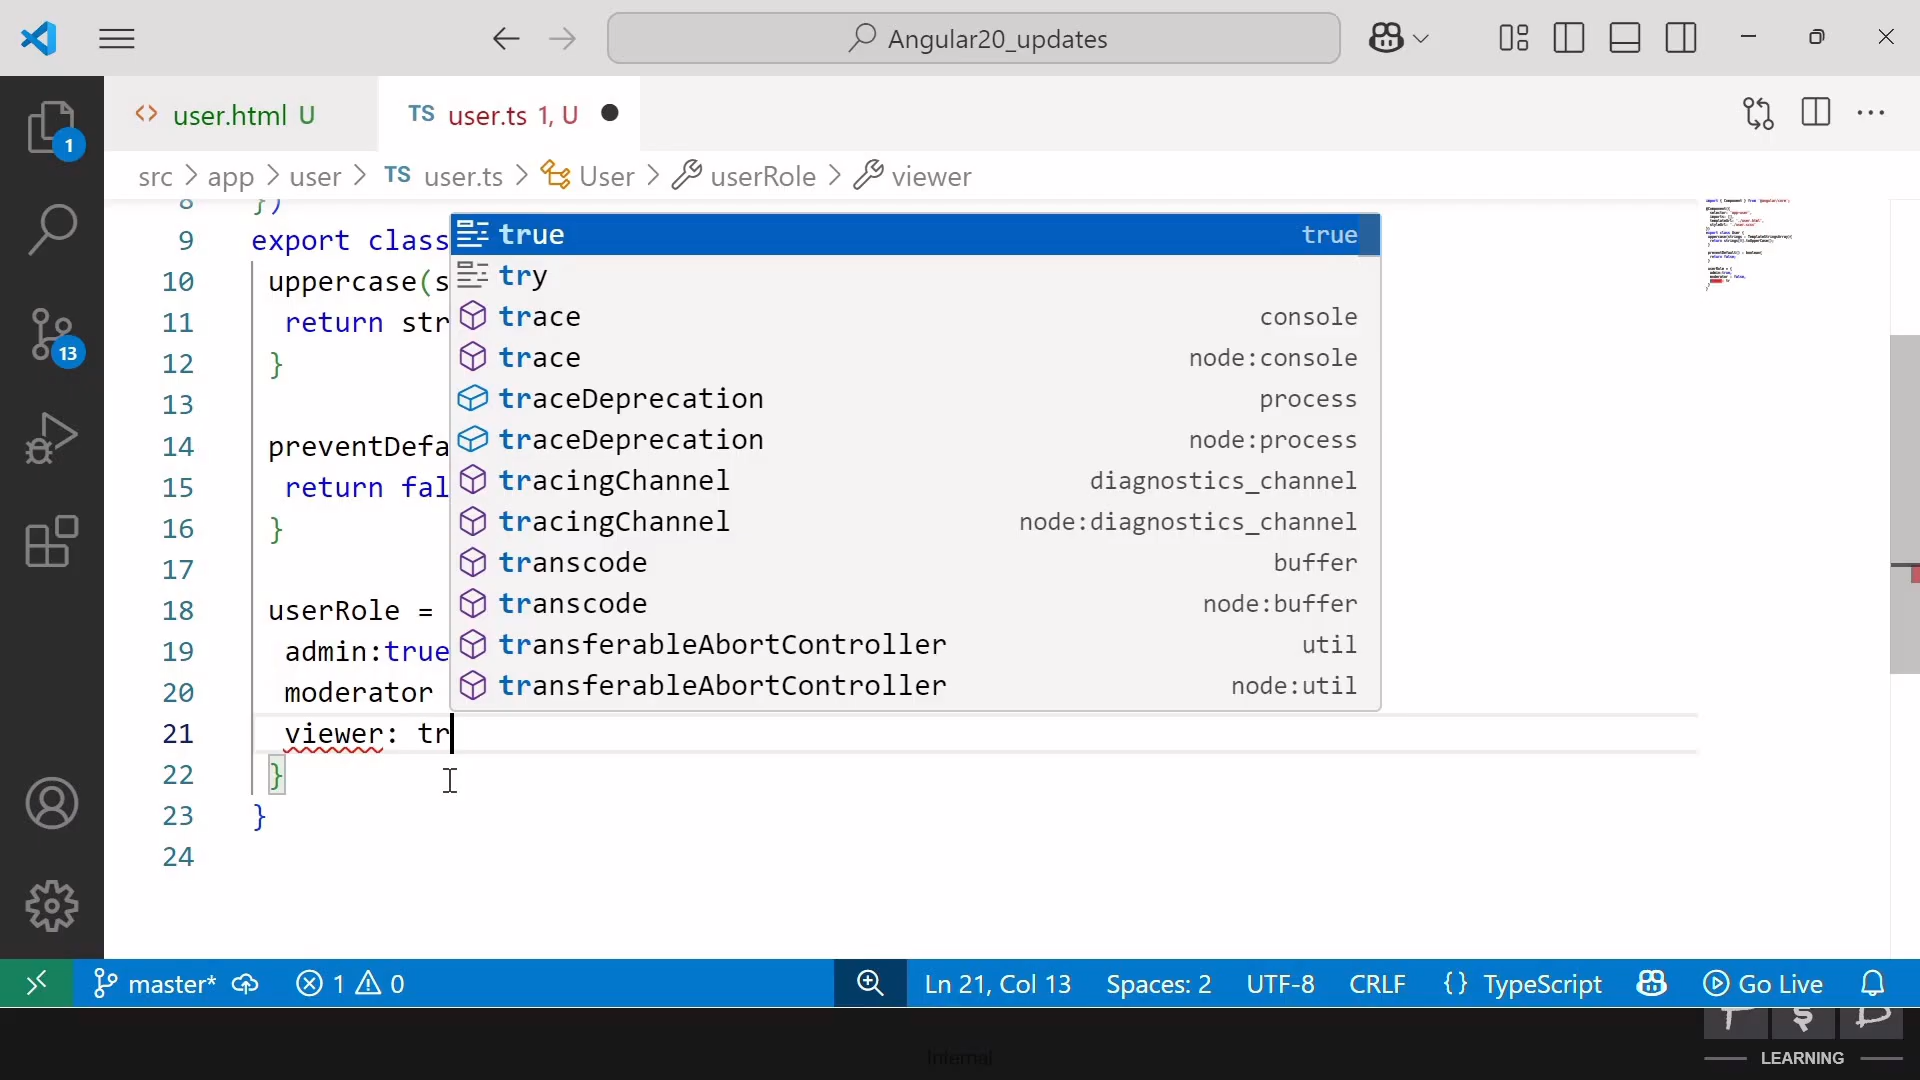 Angular20_updates
user.html U
TS user.ts 1, U
src > app > user > TS user.ts > User > userRole > viewer
8 })
9 export class
10 uppercase(s
11 return str
12 }
13
14 preventDefa
15 return fal
16 }
17
18 userRole =
19 admin:true
20 moderator
21 viewer: tr
22 }
23 }
24
true true
try
trace console
trace node:console
traceDeprecation process
traceDeprecation node:process
tracingChannel diagnostics_channel
tracingChannel node:diagnostics_channel
transcode buffer
transcode node:buffer
transferableAbortController util
transferableAbortController node:util
1
13
master* 1 0 Ln 21, Col 13 Spaces: 2 UTF-8 CRLF {} TypeScript Go Live
Internal
LEARNING